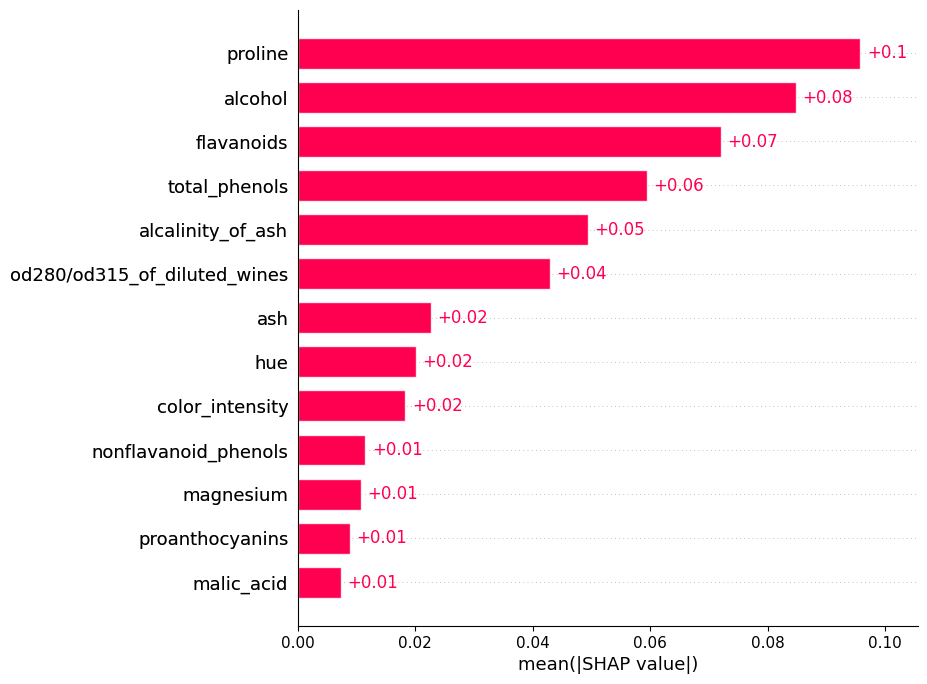 proline +0.1
alcohol +0.08
flavanoids +0.07
total_phenols +0.06
alcalinity_of_ash +0.05
od280/od315_of_diluted_wines +0.04
ash +0.02
hue +0.02
color_intensity +0.02
nonflavanoid_phenols +0.01
magnesium +0.01
proanthocyanins +0.01
malic_acid +0.01
0.00 0.02 0.04 0.06 0.08 0.10
mean(|SHAP value|)